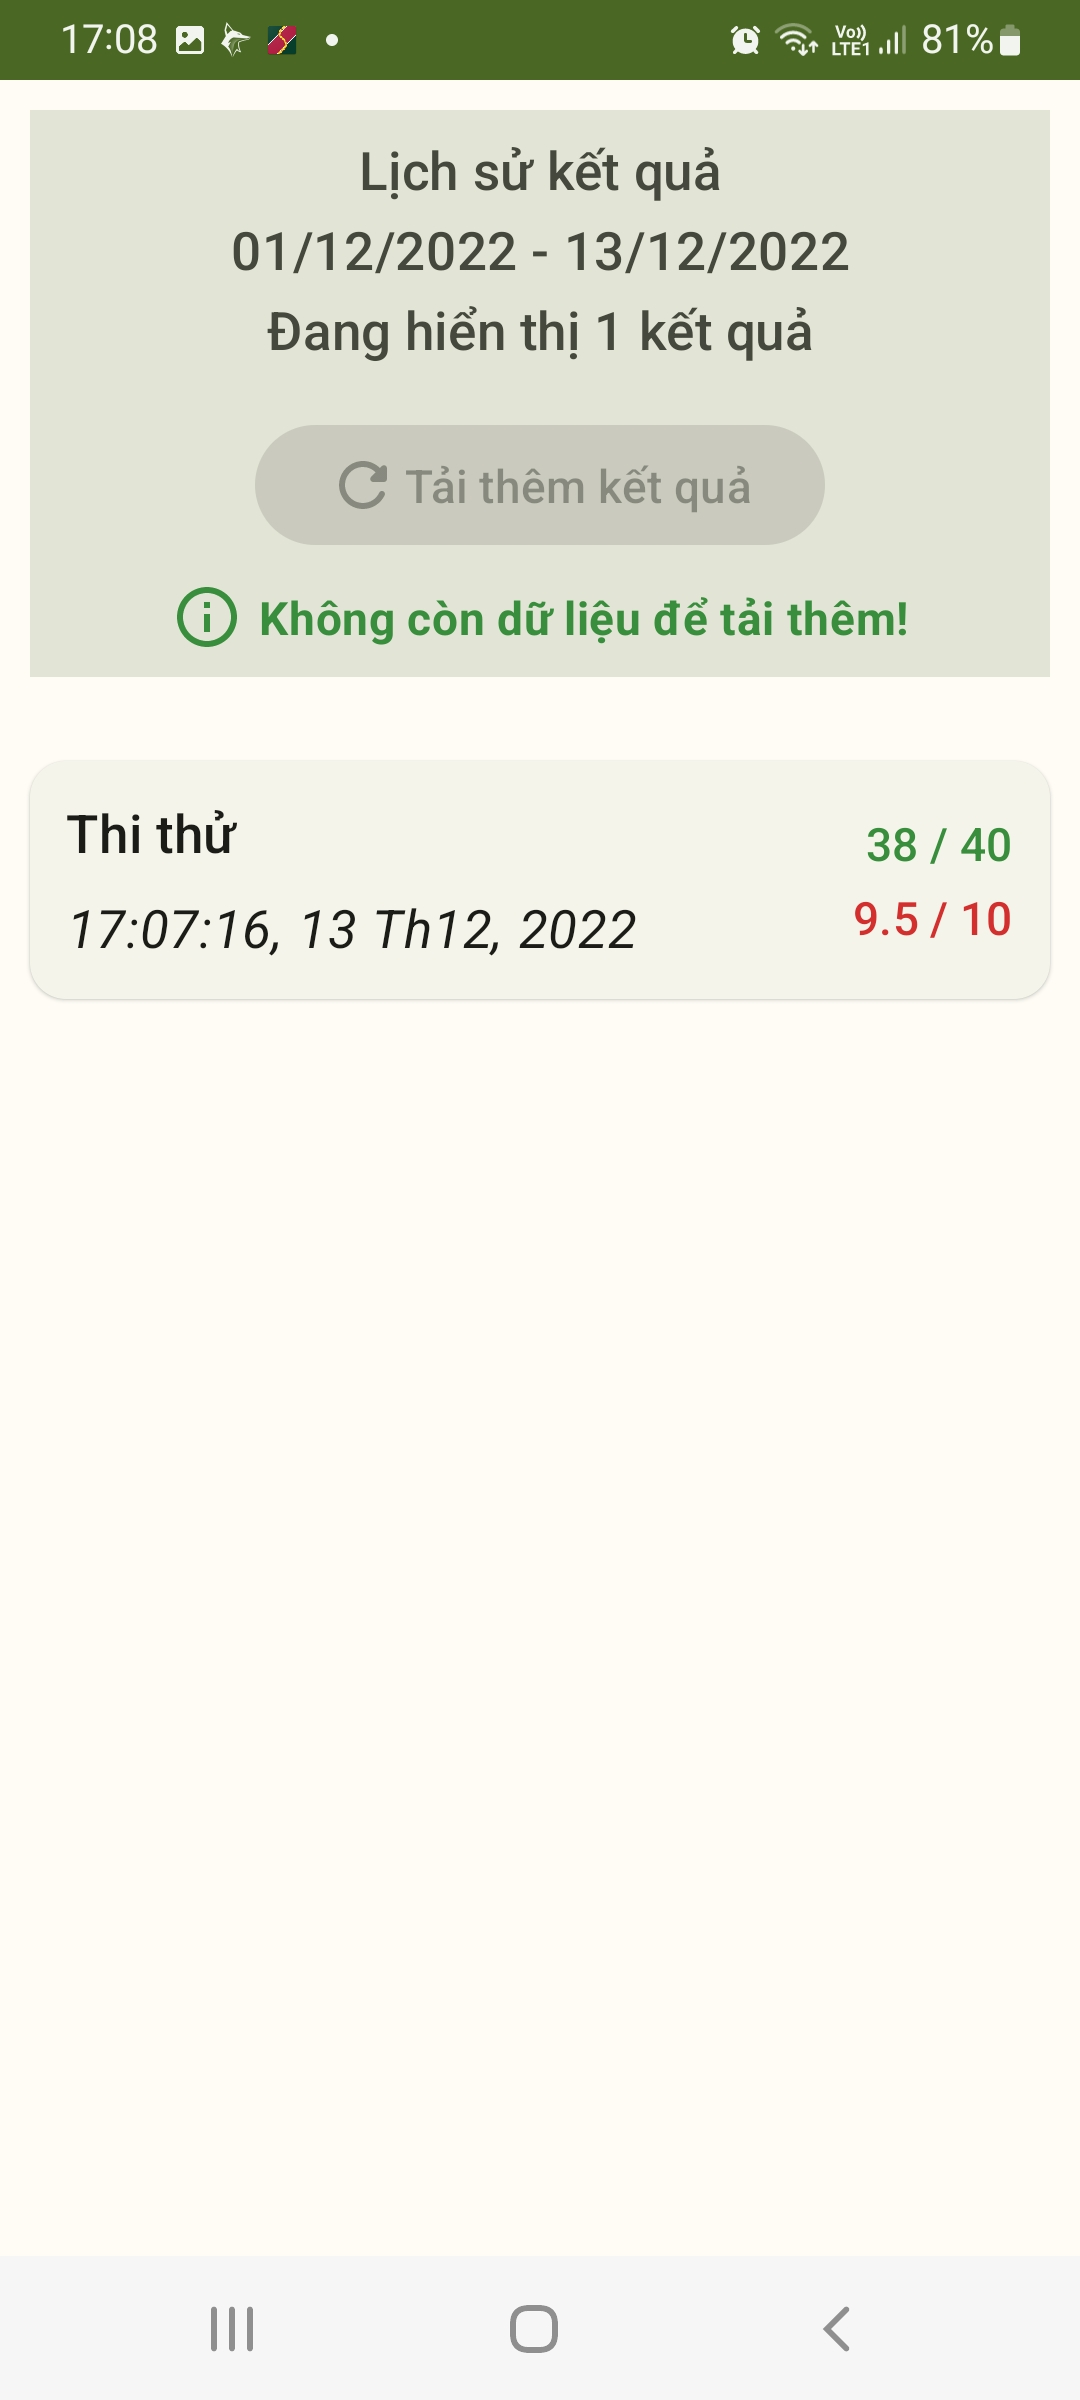 17:08
Vo))
LTE1
81%
Lịch sử kết quả
01/12/2022 - 13/12/2022
Đang hiển thị 1 kết quả
Tải thêm kết quả
Không còn dữ liệu để tải thêm!
Thi thử
38 / 40
17:07:16, 13 Th12, 2022
9.5 / 10